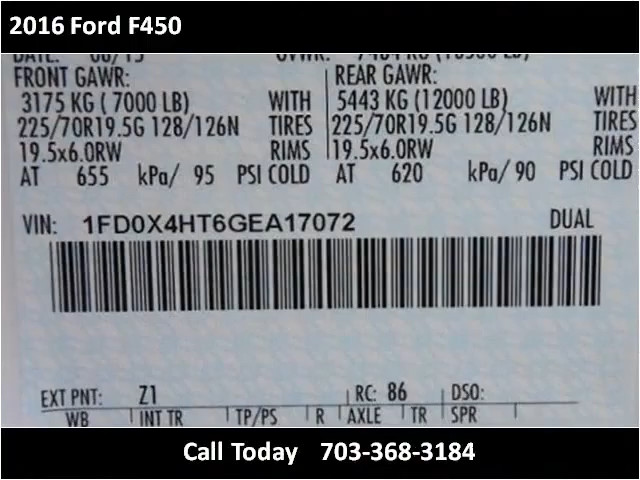 2016 Ford F450
FRONT GAWR: REAR GAWR:
3175 KG ( 7000 LB) WITH 5443 KG (12000 LB) WITH
225/70R19.5G 128/126N TIRES 225/70R19.5G 128/126N TIRES
19.5x6.0RW RIMS 19.5x6.0RW RIMS
AT 655 kPa/ 95 PSI COLD AT 620 kPa/ 90 PSI COLD
VIN: 1FD0X4HT6GEA17072 DUAL
EXT PNT: Z1 RC: 86 DSO:
WB INT TR TP/PS R AXLE TR SPR
Call Today 703-368-3184